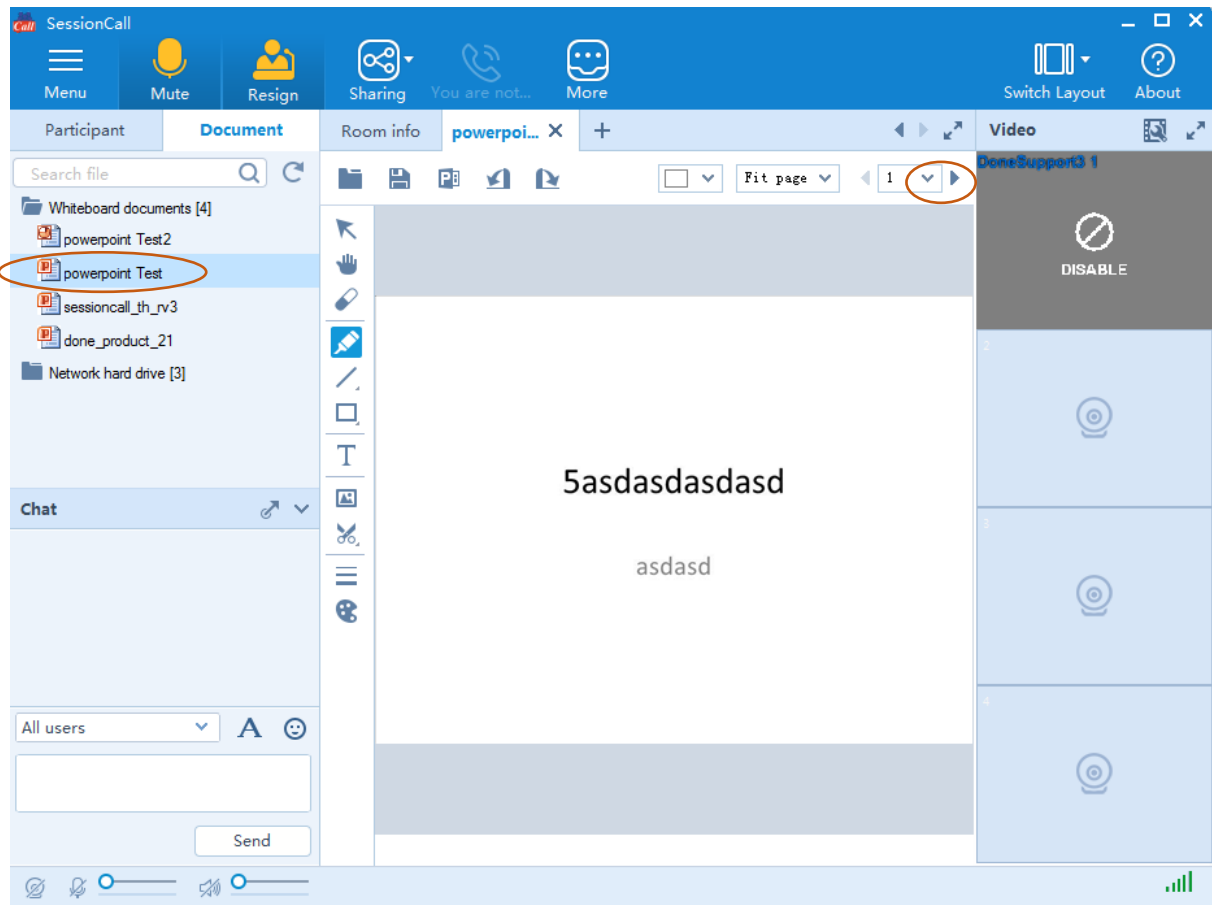 Call SessionCall
Menu
Mute
Resign
Sharing
You are not...
More
Switch Layout
About
Participant
Document
Room info
powerpoi...
Video
Search file
Fit page
1
DoneSupport3 1
DISABLE
Whiteboard documents [4]
powerpoint Test2
powerpoint Test
sessioncall_th_rv3
done_product_21
Network hard drive [3]
T
5asdasdasdasd
asdasd
2
3
4
Chat
All users
A
Send